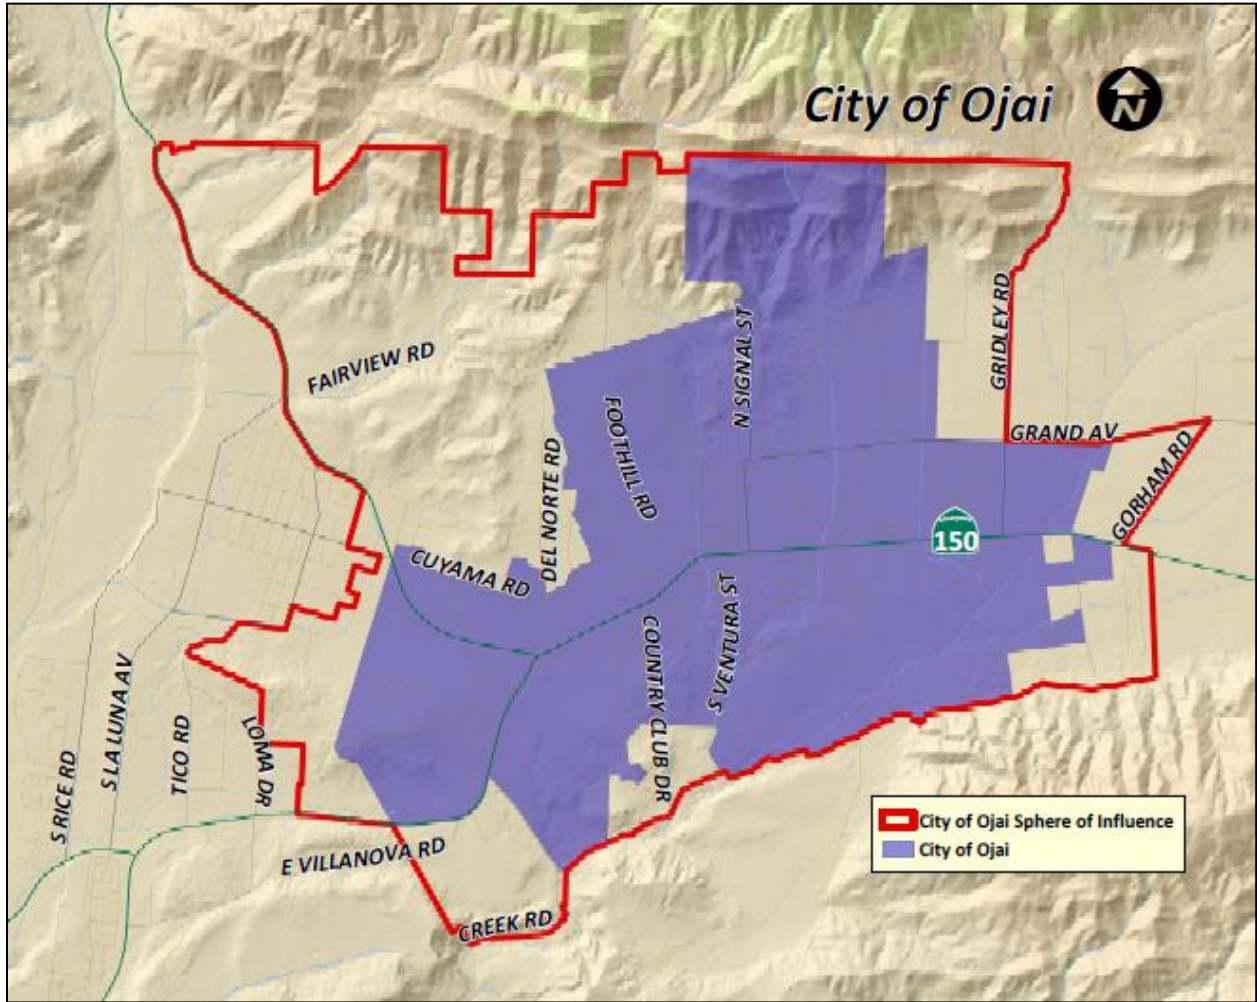 City of Ojai
N
FAIRVIEW RD
N SIGNAL ST
GRIDLEY RD
FOOTHILL RD
DEL NORTE RD
GRAND AV
GORHAM RD
150
CUYAMA RD
S VENTURA ST
COUNTRY CLUB DR
S LA LUNA AV
TICO RD
LOMA DR
S RICE RD
E VILLANOVA RD
CREEK RD
City of Ojai Sphere of Influence
City of Ojai